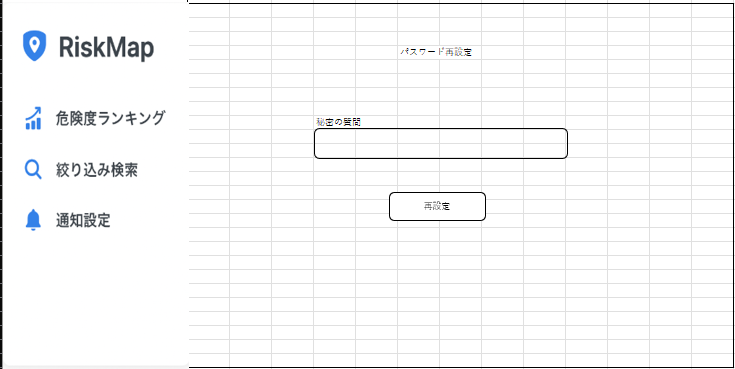 RiskMap
危険度ランキング
絞り込み検索
通知設定
パスワード再設定
秘密の質問
再設定